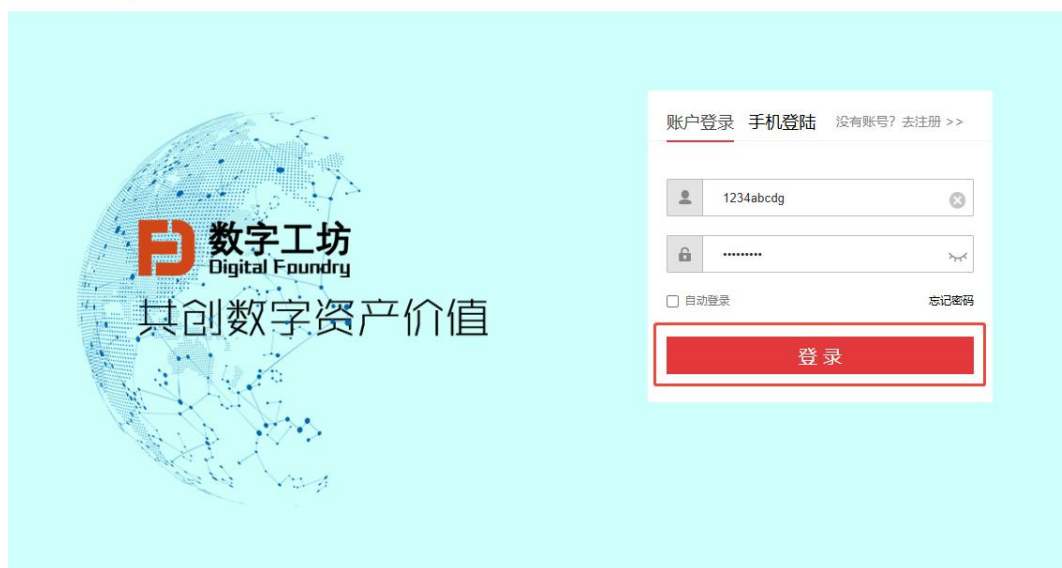 数字工坊
Digital Foundry
共创数字资产价值
账户登录 手机登陆 没有账号? 去注册 >>
1234abcdg
•••••••••
自动登录 忘记密码
登 录